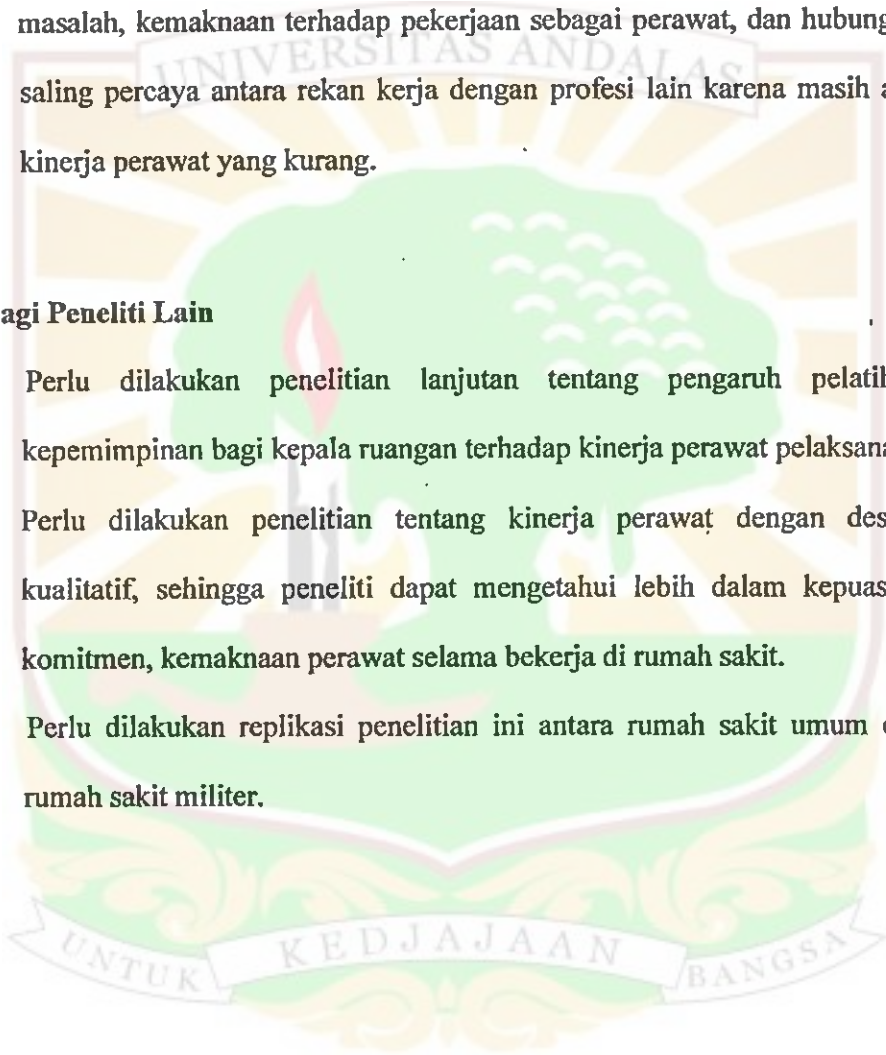 masalah, kemaknaan terhadap pekerjaan sebagai perawat, dan hubung
UNIVERSITAS ANDALAS
saling percaya antara rekan kerja dengan profesi lain karena masih a
kinerja perawat yang kurang.
agi Peneliti Lain
Perlu dilakukan penelitian lanjutan tentang pengaruh pelatih
kepemimpinan bagi kepala ruangan terhadap kinerja perawat pelaksana
Perlu dilakukan penelitian tentang kinerja perawat dengan des
kualitatif, sehingga peneliti dapat mengetahui lebih dalam kepuas
komitmen, kemaknaan perawat selama bekerja di rumah sakit.
Perlu dilakukan replikasi penelitian ini antara rumah sakit umum d
rumah sakit militer.
UNTUK KEDJAJAAN BANGSA